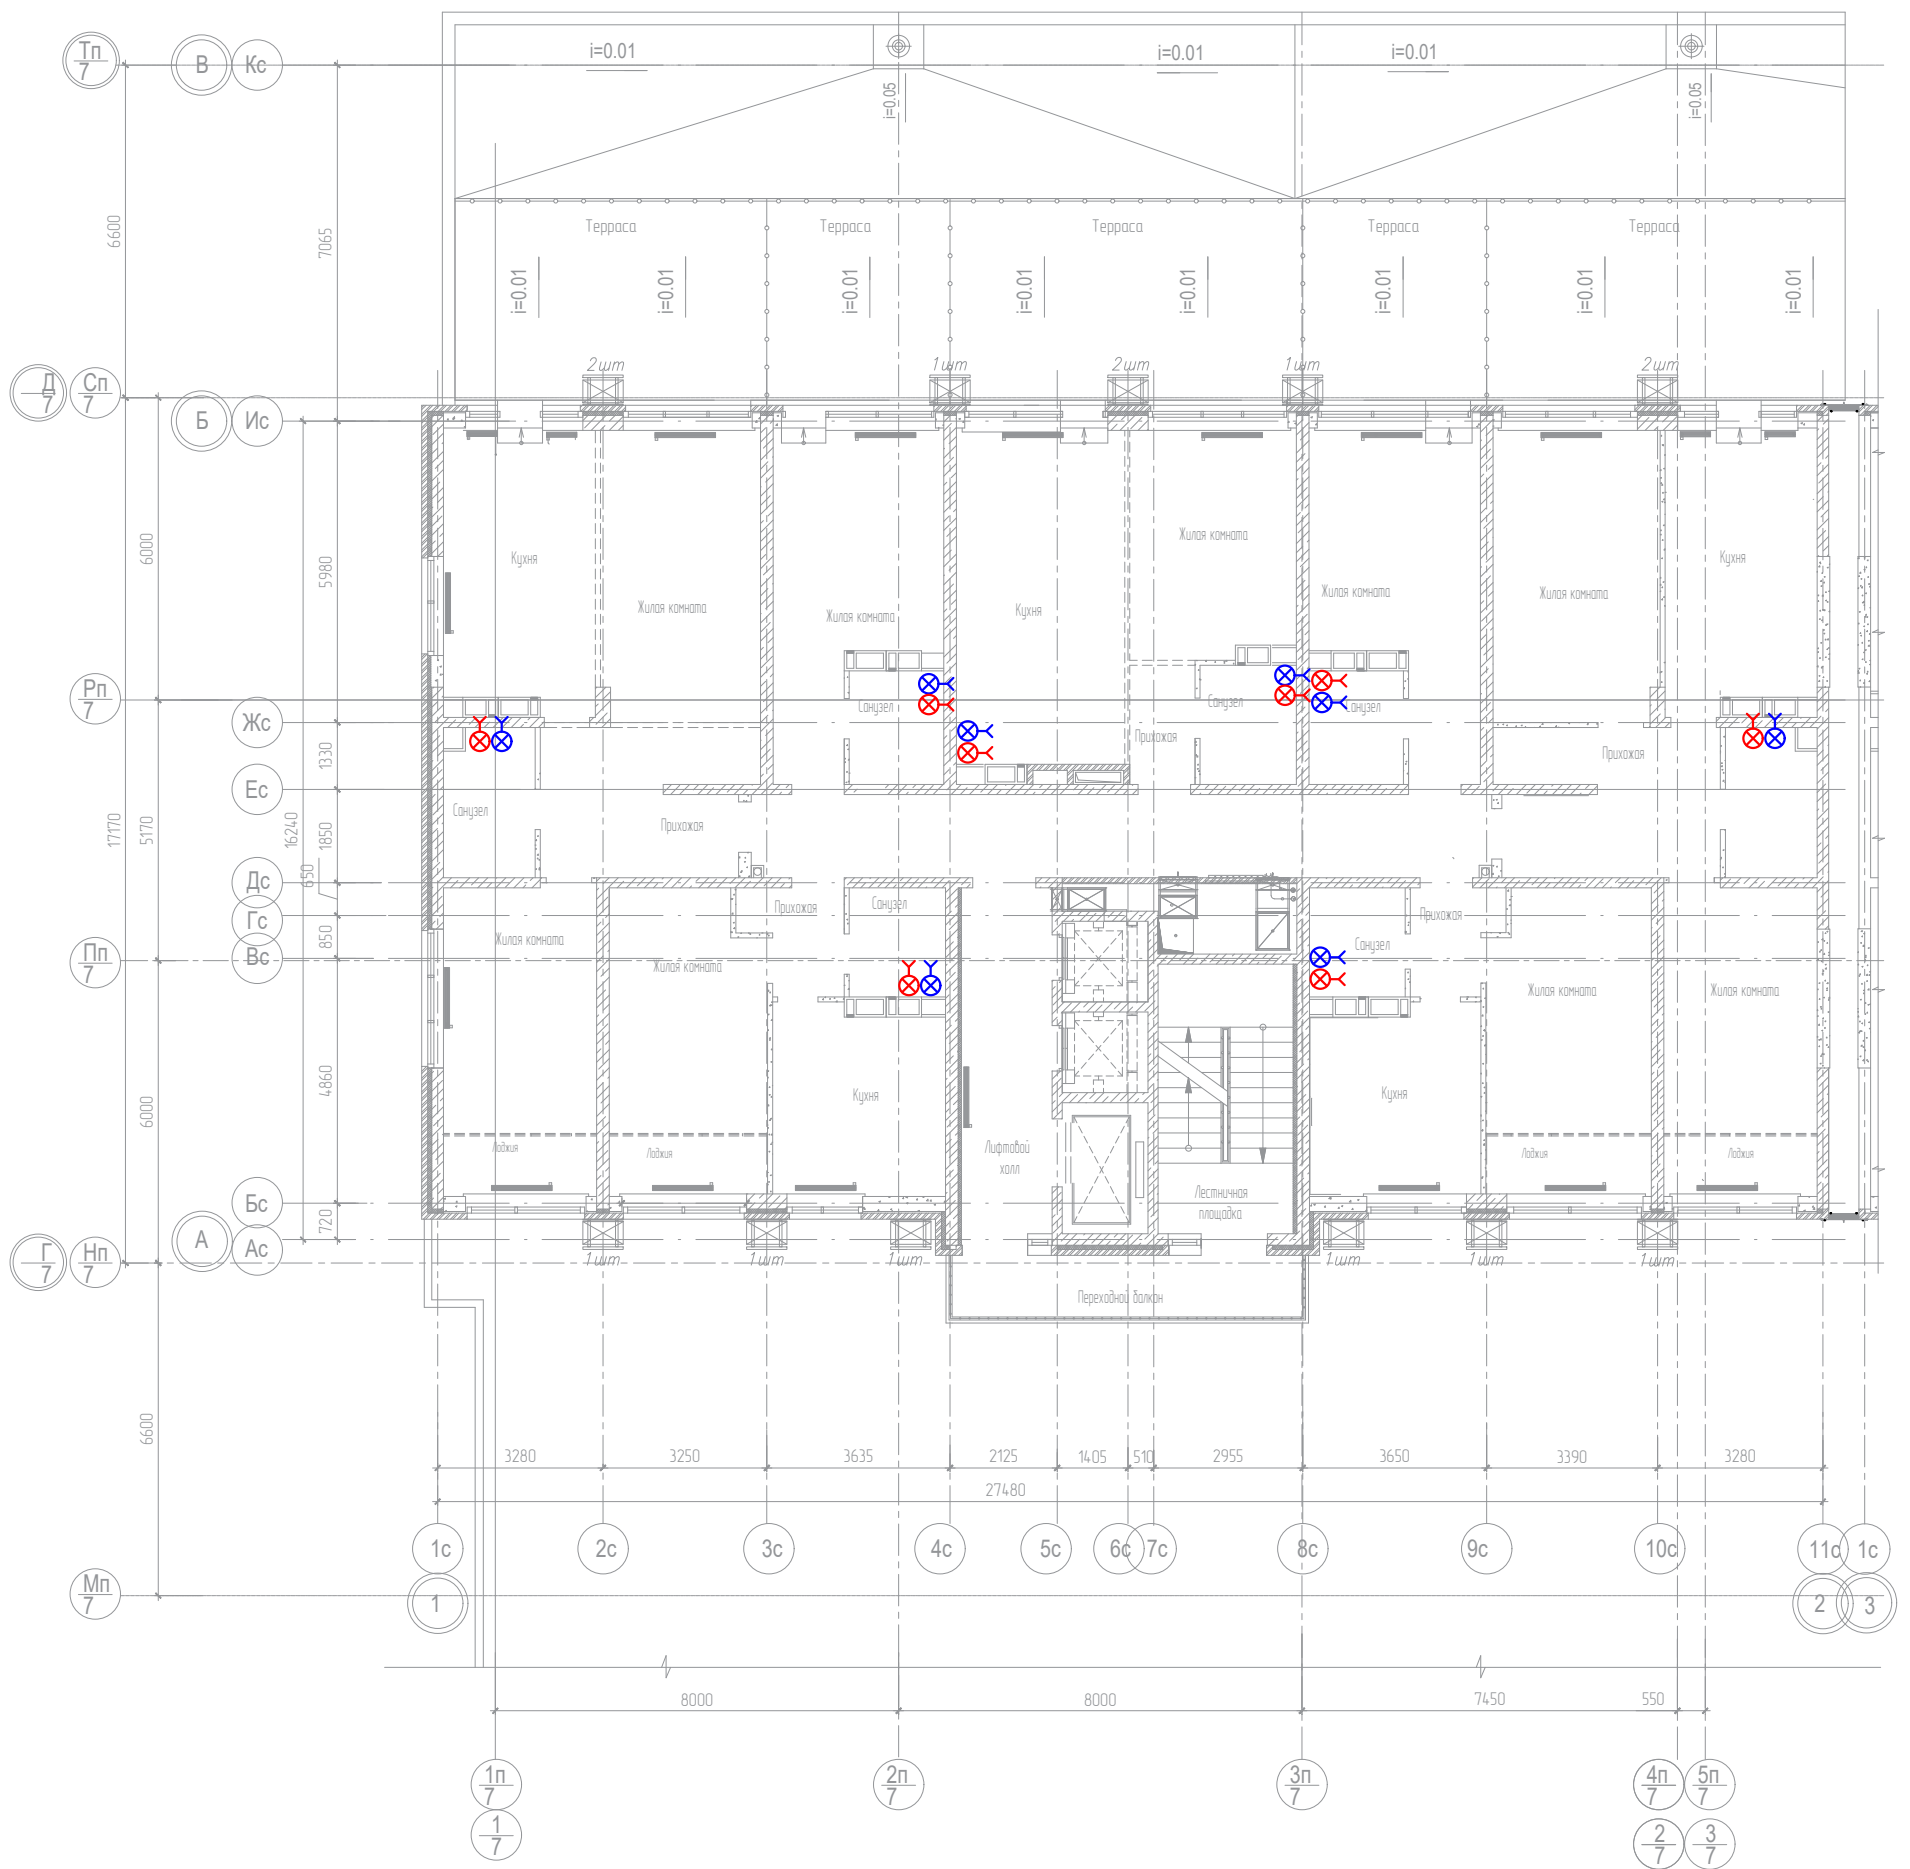 Тп
7
В
Кс
i=0.01
i=0.01
i=0.01
i=0.05
i=0.05
6600
7065
Терраса
Терраса
Терраса
Терраса
Терраса
i=0.01
i=0.01
i=0.01
i=0.01
i=0.01
i=0.01
i=0.01
i=0.01
2шт
1шт
2шт
1шт
2шт
Д
7
Сп
7
Б
Ис
6000
5980
Кухня
Жилая комната
Жилая комната
Кухня
Жилая комната
Жилая комната
Жилая комната
Кухня
Рп
7
Жс
Санузел
Санузел
Санузел
Прихожая
Прихожая
1330
Ес
Санузел
Прихожая
17170
5170
16240
1850
650
Дс
Гс
Вс
Пп
7
850
Прихожая
Санузел
Прихожая
Санузел
Жилая комната
Жилая комната
Жилая комната
Жилая комната
6000
4860
Кухня
Кухня
Лоджия
Лоджия
Лифтовой
холл
Лоджия
Лоджия
Лестничная
площадка
Бс
720
А
Ас
Г
7
Нп
7
1шт
1шт
1шт
1шт
1шт
1шт
Переходной балкон
6600
3280
3250
3635
2125
1405
510
2955
3650
3390
3280
27480
1с
2с
3с
4с
5с
6с
7с
8с
9с
10с
11с
1с
Мп
7
1
2
3
8000
8000
7450
550
1п
7
2п
7
3п
7
4п
7
5п
7
1
7
2
7
3
7